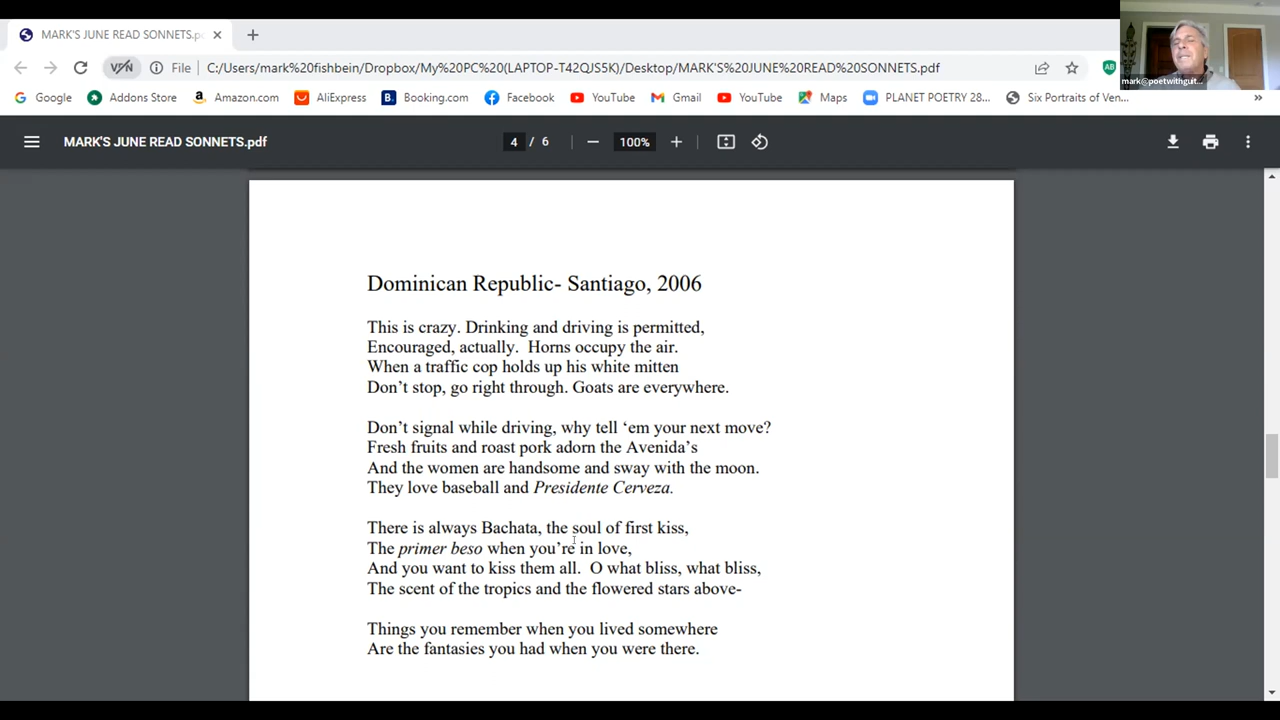 MARK'S JUNE READ SONNETS.pd
File C:/Users/mark%20fishbein/Dropbox/My%20PC%20(LAPTOP-T42QJS5K)/Desktop/MARK'S%20JUNE%20READ%20SONNETS.pdf
mark@poetwithguit...
Google Addons Store Amazon.com AliExpress Booking.com Facebook YouTube Gmail YouTube Maps PLANET POETRY 28... Six Portraits of Ven... »
MARK'S JUNE READ SONNETS.pdf 4 / 6 100%
Dominican Republic- Santiago, 2006
This is crazy. Drinking and driving is permitted,
Encouraged, actually.  Horns occupy the air.
When a traffic cop holds up his white mitten
Don’t stop, go right through. Goats are everywhere.
Don’t signal while driving, why tell ‘em your next move?
Fresh fruits and roast pork adorn the Avenida’s
And the women are handsome and sway with the moon.
They love baseball and Presidente Cerveza.
There is always Bachata, the soul of first kiss,
The primer beso when you’re in love,
And you want to kiss them all.  O what bliss, what bliss,
The scent of the tropics and the flowered stars above-
Things you remember when you lived somewhere
Are the fantasies you had when you were there.